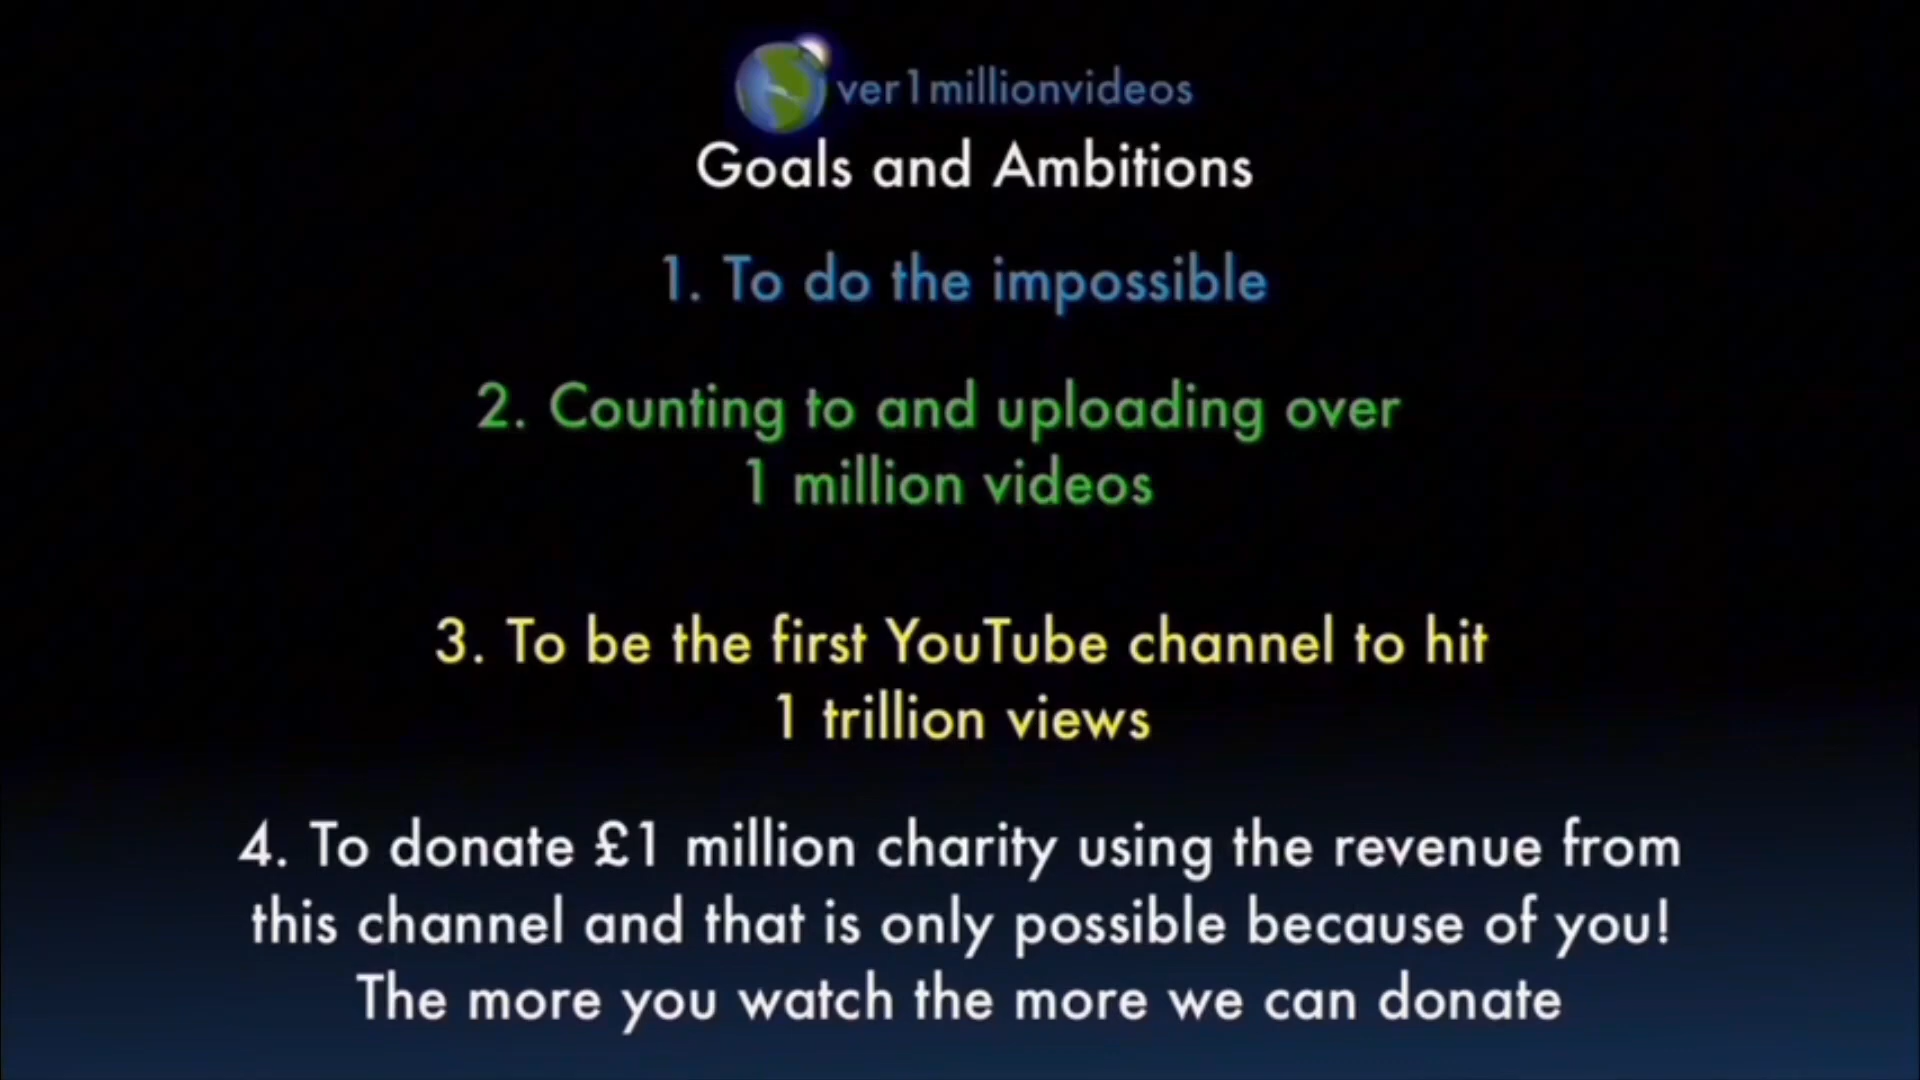 ver1millionvideos
Goals and Ambitions
1. To do the impossible
2. Counting to and uploading over
1 million videos
3. To be the first YouTube channel to hit
1 trillion views
4. To donate £1 million charity using the revenue from
this channel and that is only possible because of you!
The more you watch the more we can donate